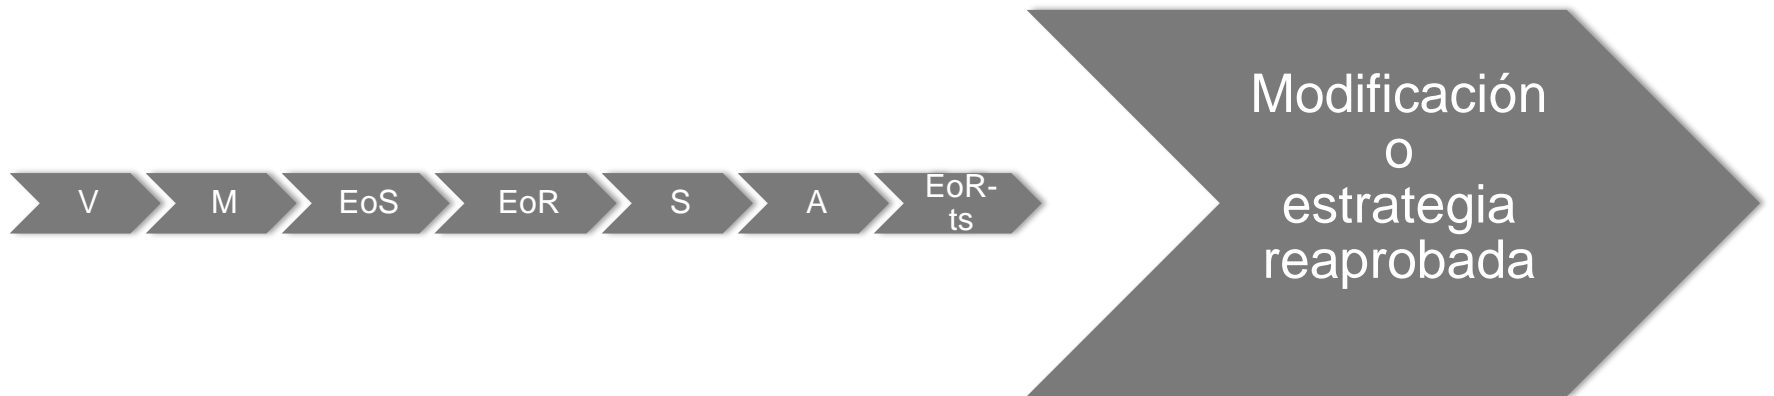 V
M
EoS
EoR
S
A
EoR-
ts
Modificación
o
estrategia
reaprobada